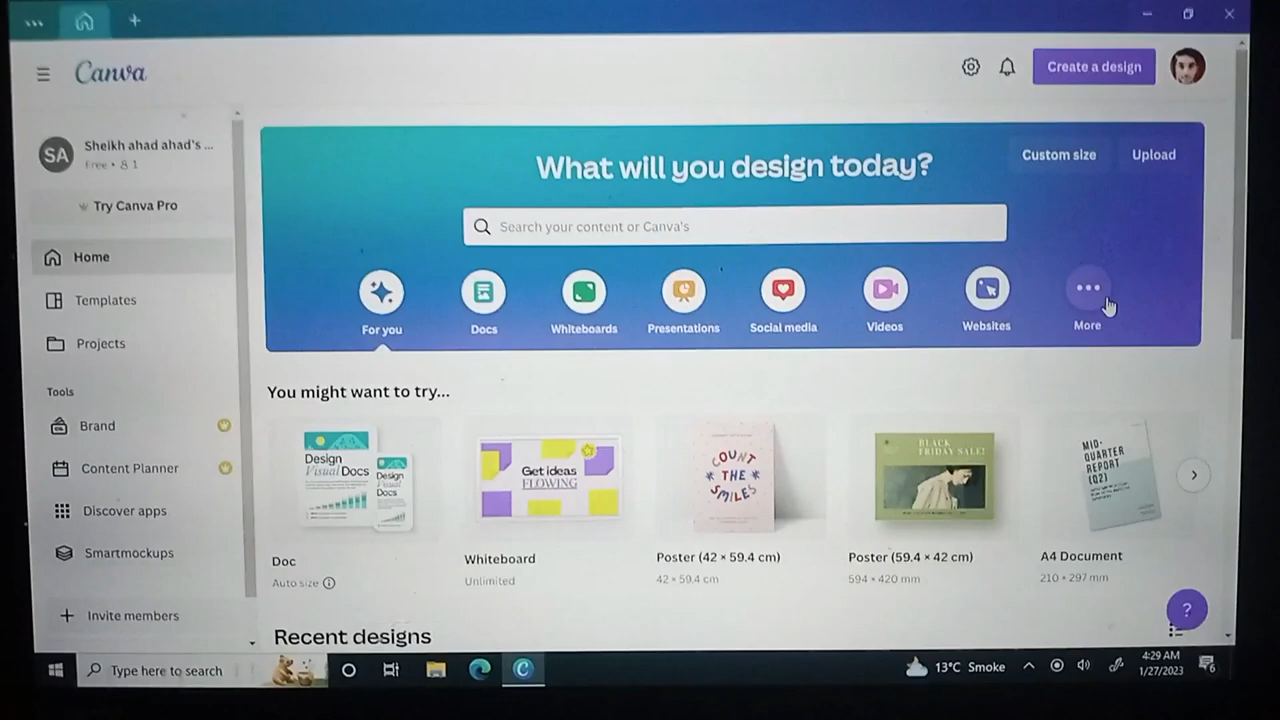 Canva
Create a design
SA
Sheikh ahad ahad's ...
Free • 1
Try Canva Pro
Home
Templates
Projects
Tools
Brand
Content Planner
Discover apps
Smartmockups
Invite members
What will you design today?
Custom size
Upload
Search your content or Canva's
For you
Docs
Whiteboards
Presentations
Social media
Videos
Websites
More
You might want to try...
Design
Visual Docs
Design
Visual
Docs
Get ideas
FLOWING
COUNT
THE
SMILES
BLACK
FRIDAY SALE!
MID-
QUARTER
REPORT
(Q2)
Doc
Auto size
Whiteboard
Unlimited
Poster (42 × 59.4 cm)
42 × 59.4 cm
Poster (59.4 × 42 cm)
594 × 420 mm
A4 Document
210 × 297 mm
?
Recent designs
Type here to search
13°C Smoke
4:29 AM
1/27/2023
6